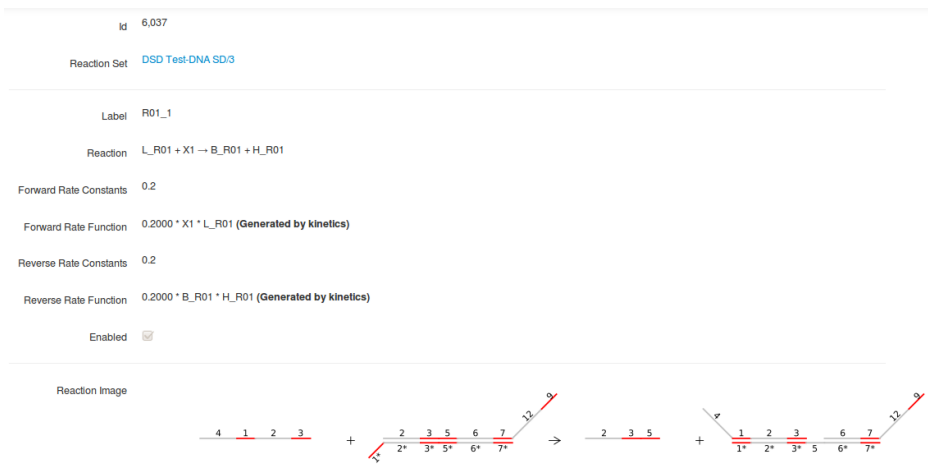 Id 6,037
Reaction Set DSD Test-DNA SD/3
Label R01_1
Reaction L_R01 + X1 → B_R01 + H_R01
Forward Rate Constants 0.2
Forward Rate Function 0.2000 * X1 * L_R01 (Generated by kinetics)
Reverse Rate Constants 0.2
Reverse Rate Function 0.2000 * B_R01 * H_R01 (Generated by kinetics)
Enabled
Reaction Image
4 1 2 3 + 2 3 5 6 7 12 9 → 2 3 5 + 4 1 2 3 6 7 12 9
1* 2* 3* 5* 6* 7* 1* 2* 3* 5 6* 7*